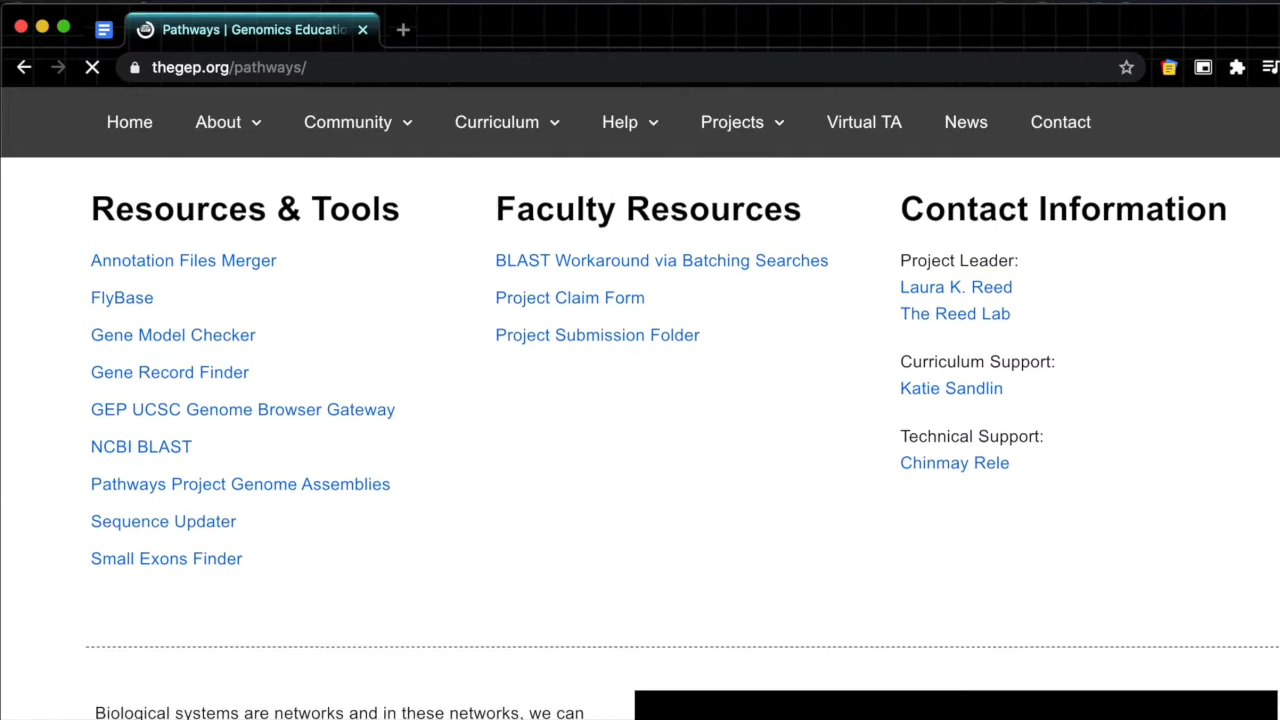 Pathways | Genomics Educatio
thegep.org/pathways/
Home About Community Curriculum Help Projects Virtual TA News Contact
Resources & Tools
Annotation Files Merger
FlyBase
Gene Model Checker
Gene Record Finder
GEP UCSC Genome Browser Gateway
NCBI BLAST
Pathways Project Genome Assemblies
Sequence Updater
Small Exons Finder
Faculty Resources
BLAST Workaround via Batching Searches
Project Claim Form
Project Submission Folder
Contact Information
Project Leader:
Laura K. Reed
The Reed Lab
Curriculum Support:
Katie Sandlin
Technical Support:
Chinmay Rele
Biological systems are networks and in these networks, we can